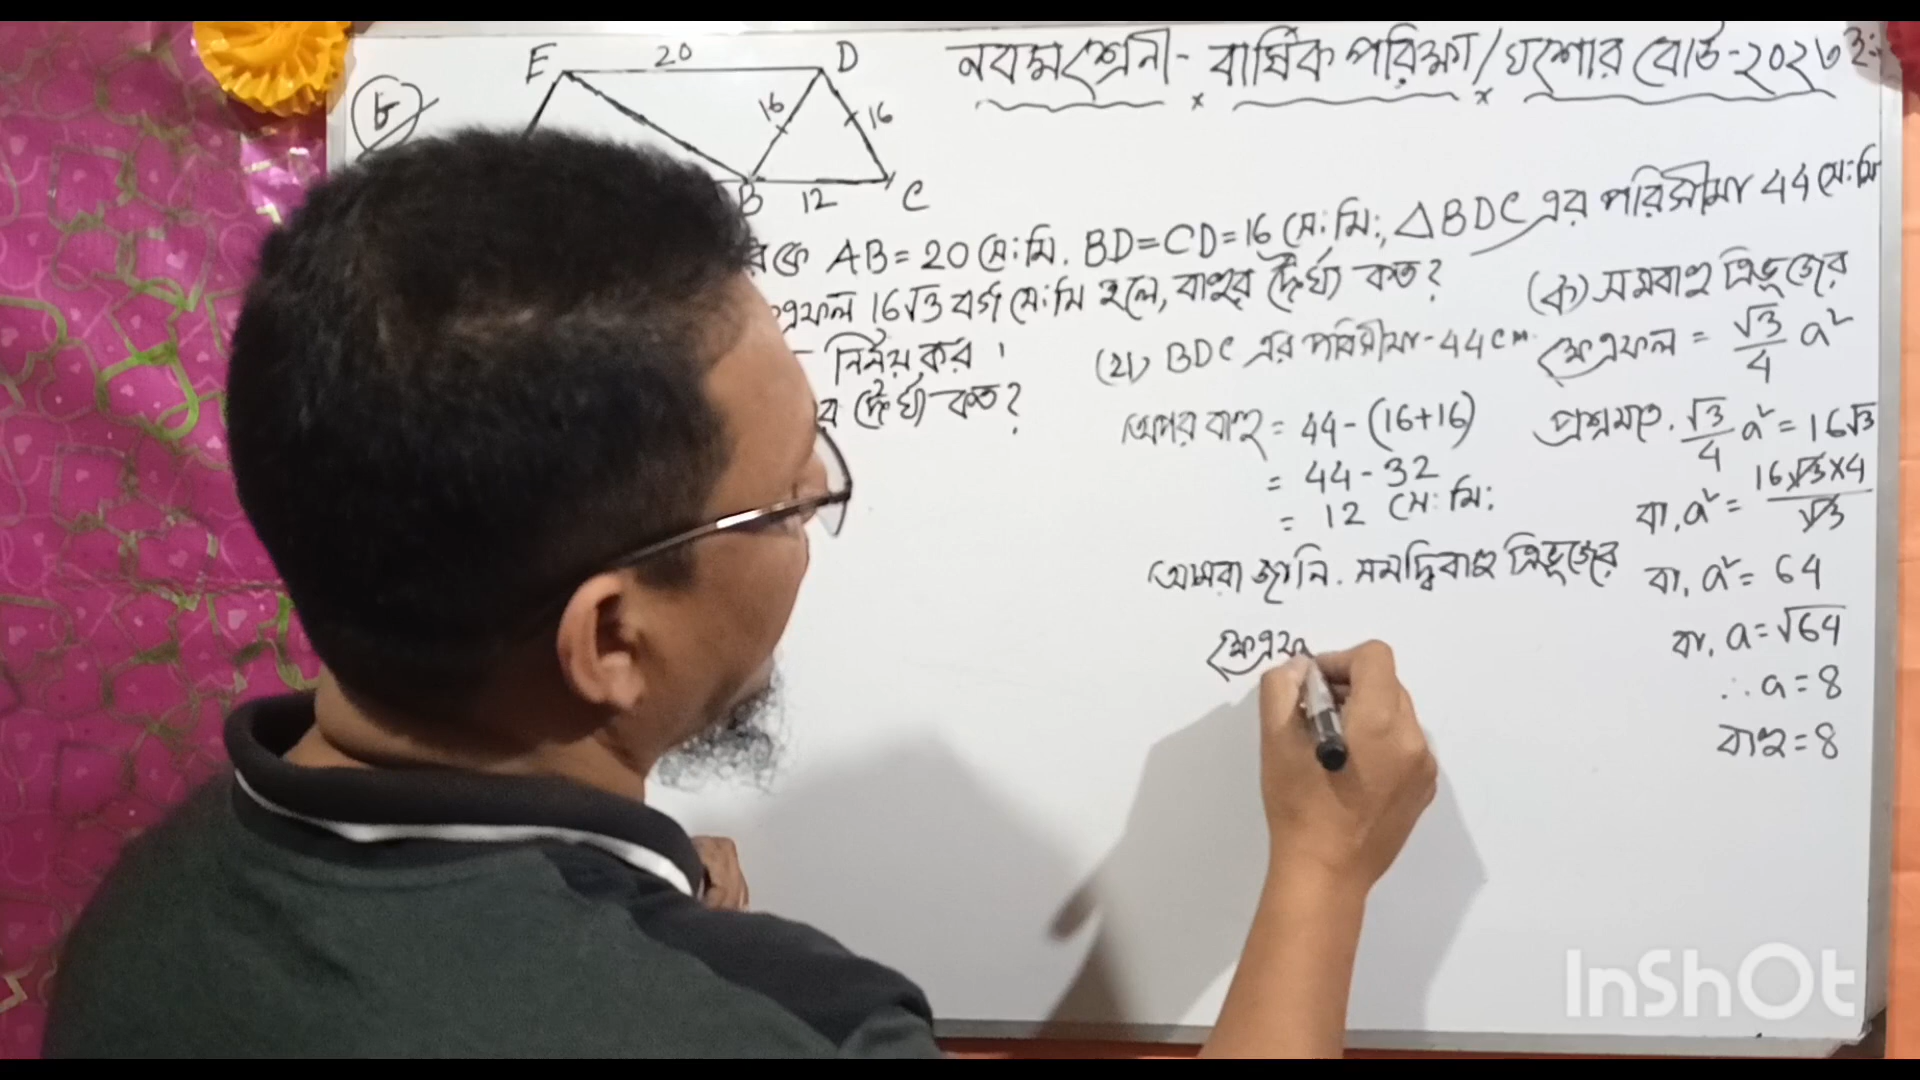 নবম শ্রেনী - বার্ষিক পরিক্ষা / যশোর বোর্ড - ২০২৩ ইং
৮
E 20 D
16 16
B 12 C
AB = 20 সে: মি. BD = CD = 16 সে: মি:, △BDC এর পরিসীমা 44 সে: মি
16√3 বর্গ সে: মি হলে, বাহুর দৈর্ঘ্য কত?
নির্নয় কর ।
র দৈর্ঘ্য কত?
(ক) সমবাহু ত্রিভুজের
ক্ষেত্রফল = √3/4 a²
প্রশ্নমতে, √3/4 a² = 16√3
বা, a² = 16√3×4/√3
বা, a² = 64
বা, a = √64
∴ a = 8
বাহু = 8
(খ) BDC এর পরিসীমা - 44 cm
অপর বাহু = 44 - (16+16)
= 44 - 32
= 12 সে: মি:
আমরা জানি, সমদ্বিবাহু ত্রিভুজের
ক্ষেত্রফ
InShOt